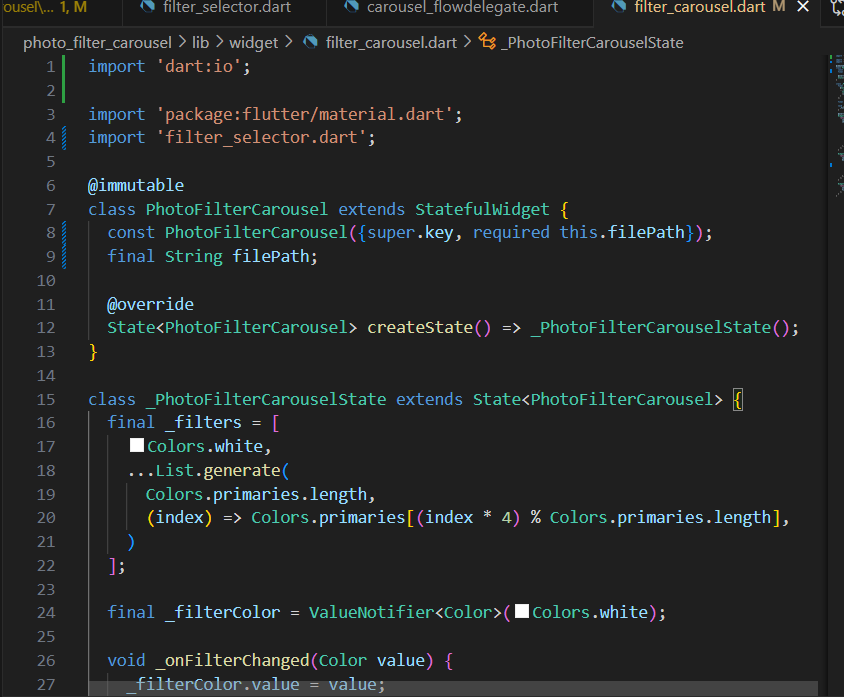 ousel\... 1, M filter_selector.dart carousel_flowdelegate.dart filter_carousel.dart M
photo_filter_carousel > lib > widget > filter_carousel.dart > _PhotoFilterCarouselState
1 import 'dart:io';
2
3 import 'package:flutter/material.dart';
4 import 'filter_selector.dart';
5
6 @immutable
7 class PhotoFilterCarousel extends StatefulWidget {
8 const PhotoFilterCarousel({super.key, required this.filePath});
9 final String filePath;
10
11 @override
12 State<PhotoFilterCarousel> createState() => _PhotoFilterCarouselState();
13 }
14
15 class _PhotoFilterCarouselState extends State<PhotoFilterCarousel> {
16 final _filters = [
17 Colors.white,
18 ...List.generate(
19 Colors.primaries.length,
20 (index) => Colors.primaries[(index * 4) % Colors.primaries.length],
21 )
22 ];
23
24 final _filterColor = ValueNotifier<Color>(Colors.white);
25
26 void _onFilterChanged(Color value) {
27 _filterColor.value = value;